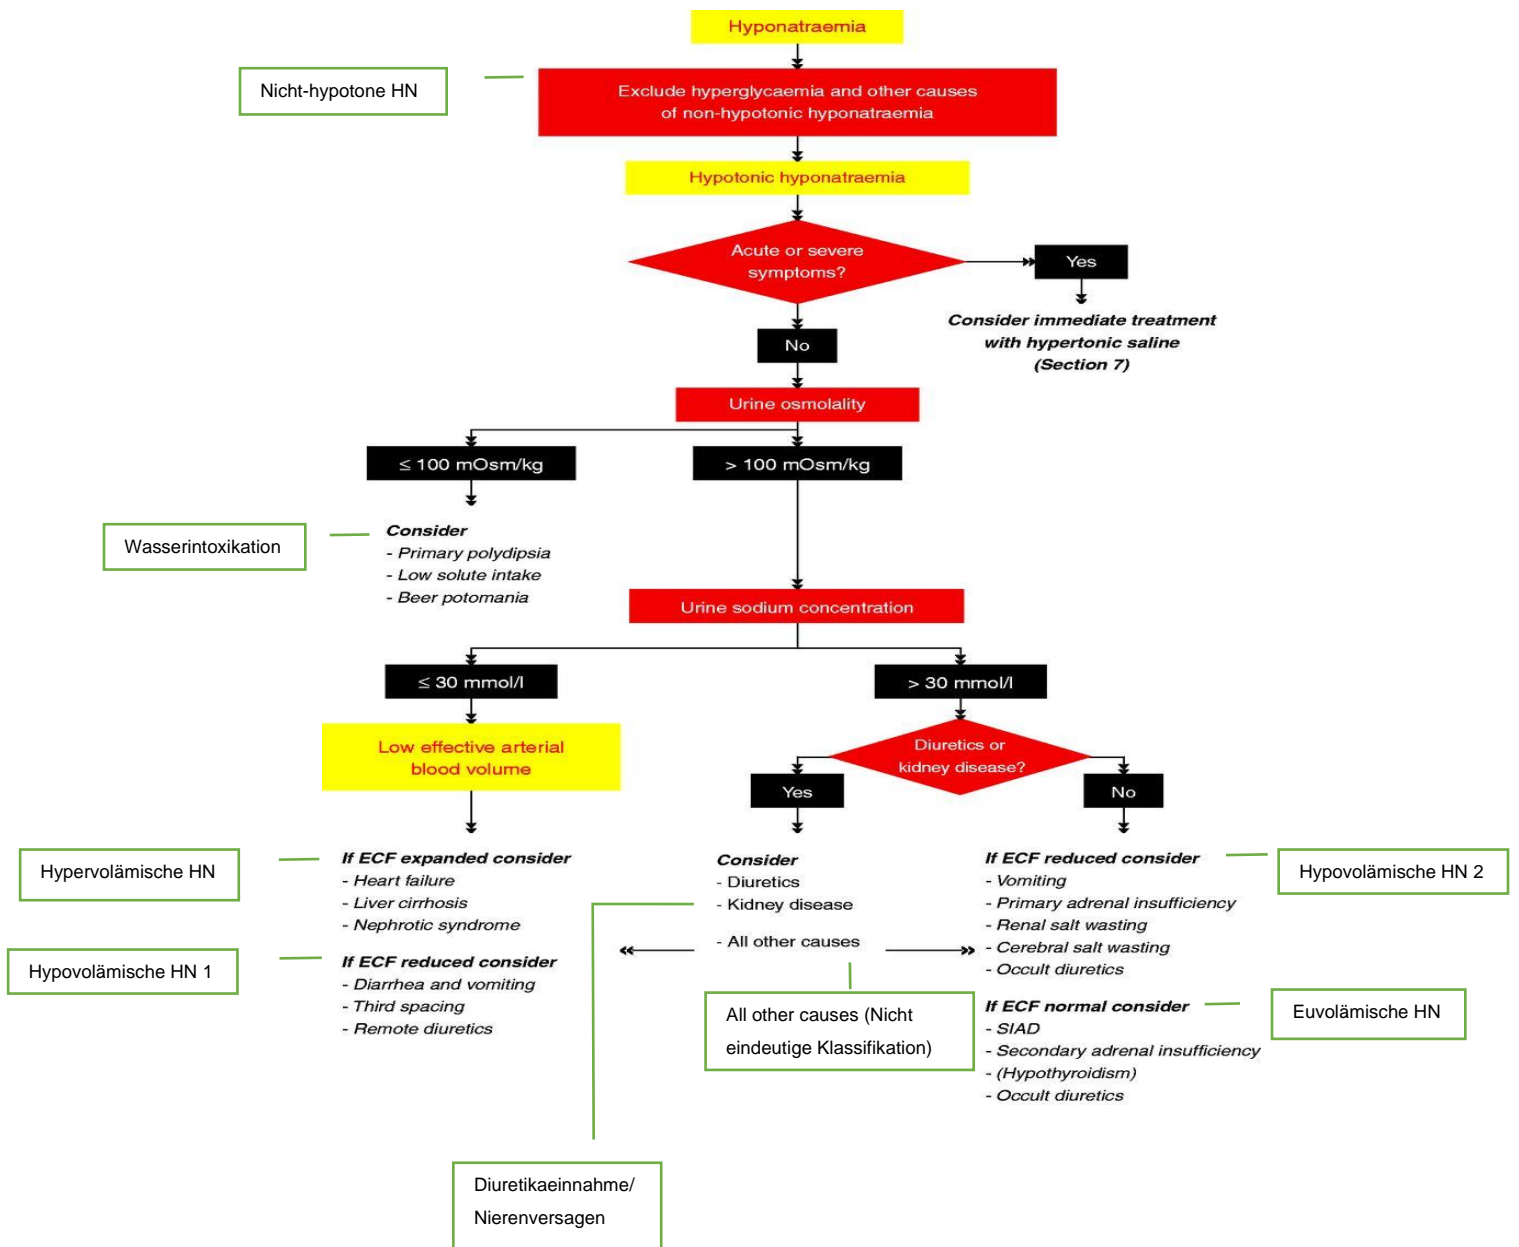 Hyponatraemia
Nicht-hypotone HN
Exclude hyperglycaemia and other causes
of non-hypotonic hyponatraemia
Hypotonic hyponatraemia
Acute or severe
symptoms?
Yes
Consider immediate treatment
with hypertonic saline
(Section 7)
No
Urine osmolality
≤ 100 mOsm/kg
> 100 mOsm/kg
Wasserintoxikation
Consider
- Primary polydipsia
- Low solute intake
- Beer potomania
Urine sodium concentration
≤ 30 mmol/l
> 30 mmol/l
Low effective arterial
blood volume
Diuretics or
kidney disease?
Yes
No
Hypervolämische HN
If ECF expanded consider
- Heart failure
- Liver cirrhosis
- Nephrotic syndrome
Hypovolämische HN 1
If ECF reduced consider
- Diarrhea and vomiting
- Third spacing
- Remote diuretics
Consider
- Diuretics
- Kidney disease
- All other causes
All other causes (Nicht
eindeutige Klassifikation)
Diuretikaeinnahme/
Nierenversagen
If ECF reduced consider
- Vomiting
- Primary adrenal insufficiency
- Renal salt wasting
- Cerebral salt wasting
- Occult diuretics
Hypovolämische HN 2
If ECF normal consider
- SIAD
- Secondary adrenal insufficiency
- (Hypothyroidism)
- Occult diuretics
Euvolämische HN